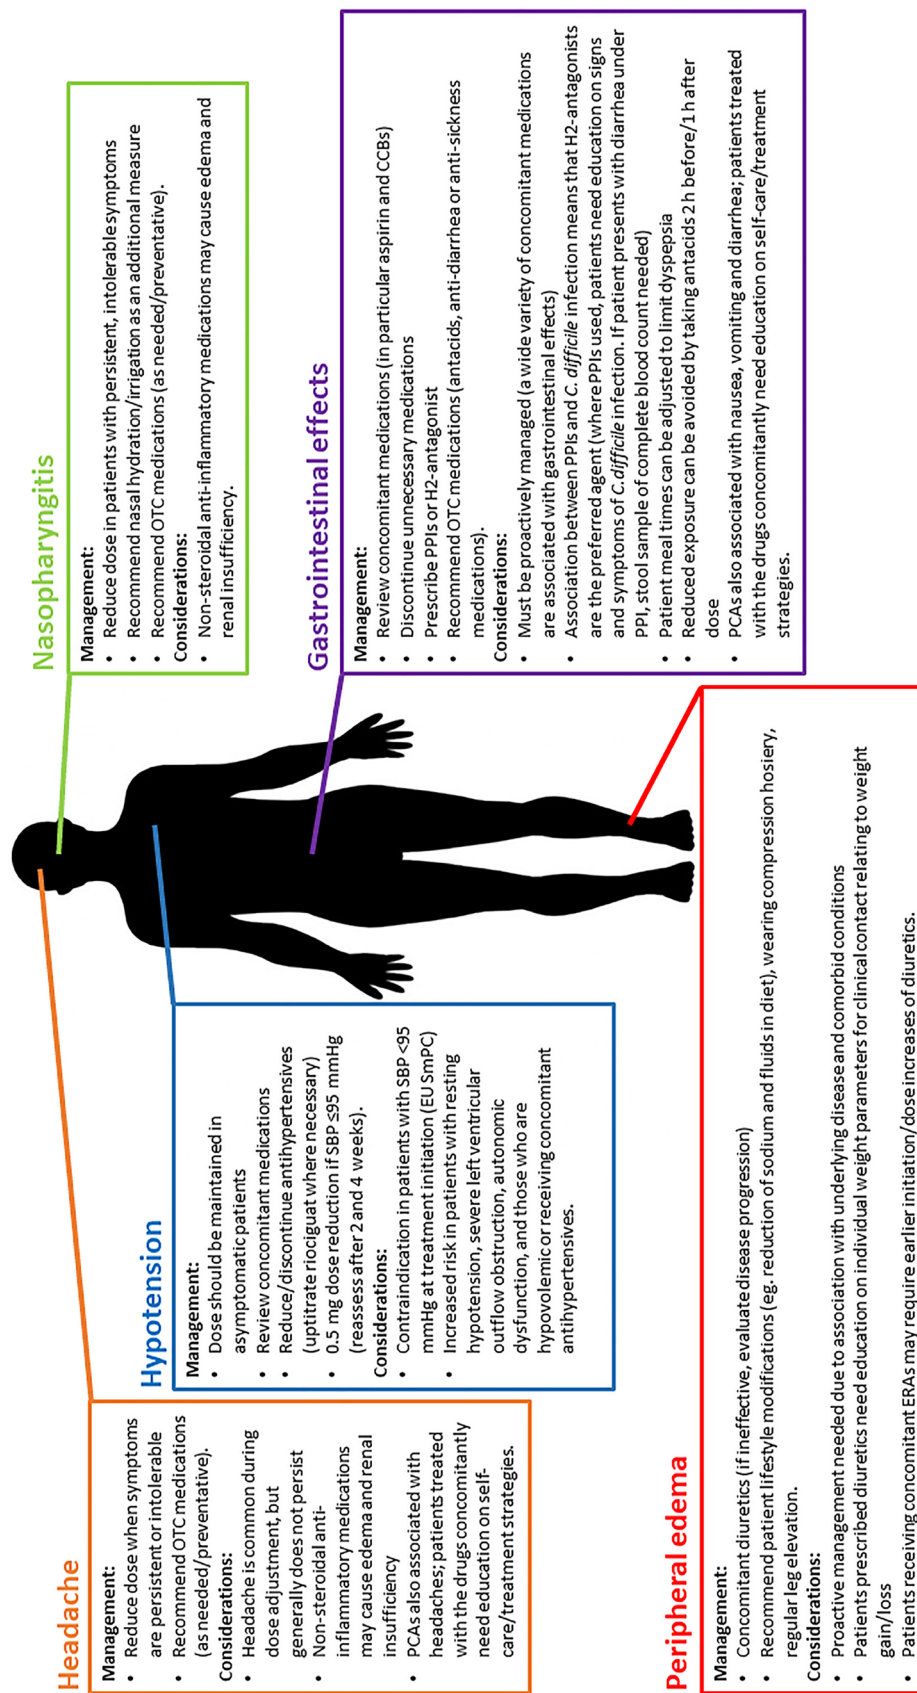 Headache
Management:
• Reduce dose when symptoms
are persistent or intolerable
• Recommend OTC medications
(as needed/preventative).
Considerations:
• Headache is common during
dose adjustment, but
generally does not persist
• Non-steroidal anti-
inflammatory medications
may cause edema and renal
insufficiency
• PCAs also associated with
headaches; patients treated
with the drugs concomitantly
need education on self-
care/treatment strategies.
Hypotension
Management:
• Dose should be maintained in
asymptomatic patients
• Review concomitant medications
• Reduce/discontinue antihypertensives
(uptitrate riociguat where necessary)
• 0.5 mg dose reduction if SBP ≤95 mmHg
(reassess after 2 and 4 weeks).
Considerations:
• Contraindication in patients with SBP <95
mmHg at treatment initiation (EU SmPC)
• Increased risk in patients with resting
hypotension, severe left ventricular
outflow obstruction, autonomic
dysfunction, and those who are
hypovolemic or receiving concomitant
antihypertensives.
Nasopharyngitis
Management:
• Reduce dose in patients with persistent, intolerable symptoms
• Recommend nasal hydration/irrigation as an additional measure
• Recommend OTC medications (as needed/preventative).
Considerations:
• Non-steroidal anti-inflammatory medications may cause edema and
renal insufficiency.
Gastrointestinal effects
Management:
• Review concomitant medications (in particular aspirin and CCBs)
• Discontinue unnecessary medications
• Prescribe PPIs or H2-antagonist
• Recommend OTC medications (antacids, anti-diarrhea or anti-sickness
medications).
Considerations:
• Must be proactively managed (a wide variety of concomitant medications
are associated with gastrointestinal effects)
• Association between PPIs and C. difficile infection means that H2-antagonists
are the preferred agent (where PPIs used, patients need education on signs
and symptoms of C.difficile infection. If patient presents with diarrhea under
PPI, stool sample of complete blood count needed)
• Patient meal times can be adjusted to limit dyspepsia
• Reduced exposure can be avoided by taking antacids 2 h before/1 h after
dose
• PCAs also associated with nausea, vomiting and diarrhea; patients treated
with the drugs concomitantly need education on self-care/treatment
strategies.
Peripheral edema
Management:
• Concomitant diuretics (if ineffective, evaluate disease progression)
• Recommend patient lifestyle modifications (eg. reduction of sodium and fluids in diet), wearing compression hosiery,
regular leg elevation.
Considerations:
• Proactive management needed due to association with underlying disease and comorbid conditions
• Patients prescribed diuretics need education on individual weight parameters for clinical contact relating to weight
gain/loss
• Patients receiving concomitant ERAs may require earlier initiation/dose increases of diuretics.